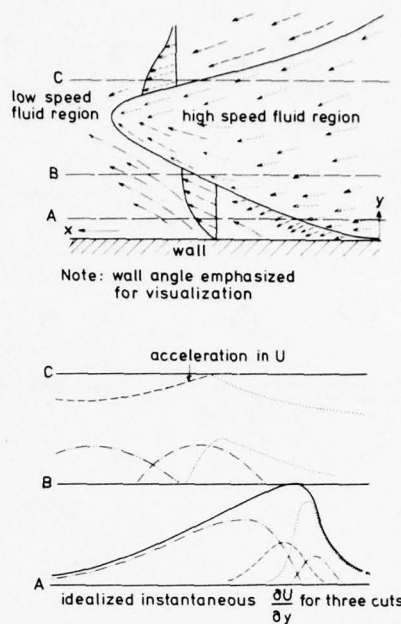 C
low speed
fluid region
high speed fluid region
B
A
y
x
wall
Note: wall angle emphasized
for visualization
acceleration in U
C
B
A
idealized instantaneous ∂U/∂y for three cuts